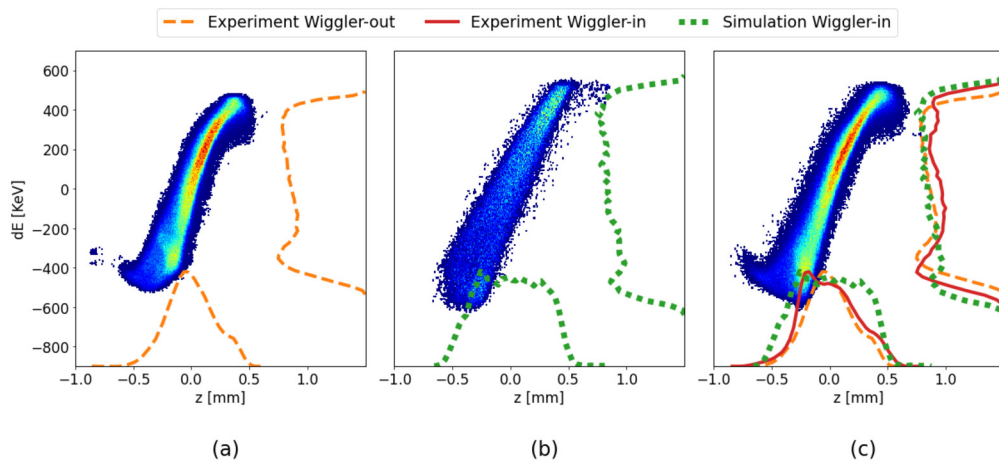 Experiment Wiggler-out Experiment Wiggler-in Simulation Wiggler-in
600
400
200
0
−200
−400
−600
−800
dE [KeV]
−1.0 −0.5 0.0 0.5 1.0
z [mm]
(a)
−1.0 −0.5 0.0 0.5 1.0
z [mm]
(b)
−1.0 −0.5 0.0 0.5 1.0
z [mm]
(c)